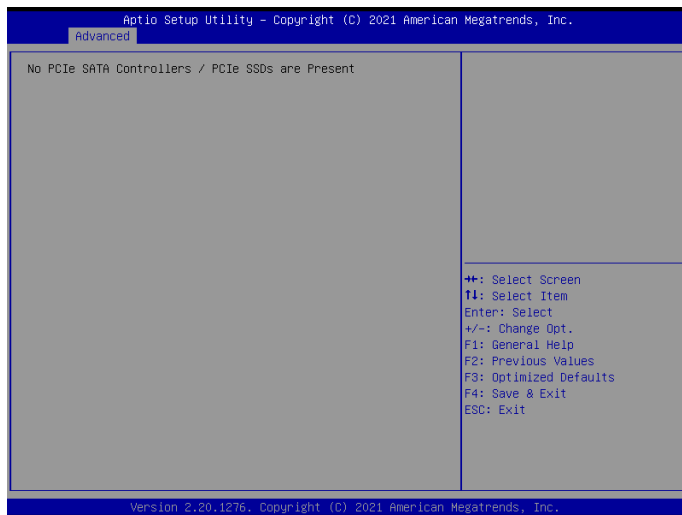 Aptio Setup Utility – Copyright (C) 2021 American Megatrends, Inc.
Advanced
No PCIe SATA Controllers / PCIe SSDs are Present
→←: Select Screen
↑↓: Select Item
Enter: Select
+/-: Change Opt.
F1: General Help
F2: Previous Values
F3: Optimized Defaults
F4: Save & Exit
ESC: Exit
Version 2.20.1276. Copyright (C) 2021 American Megatrends, Inc.